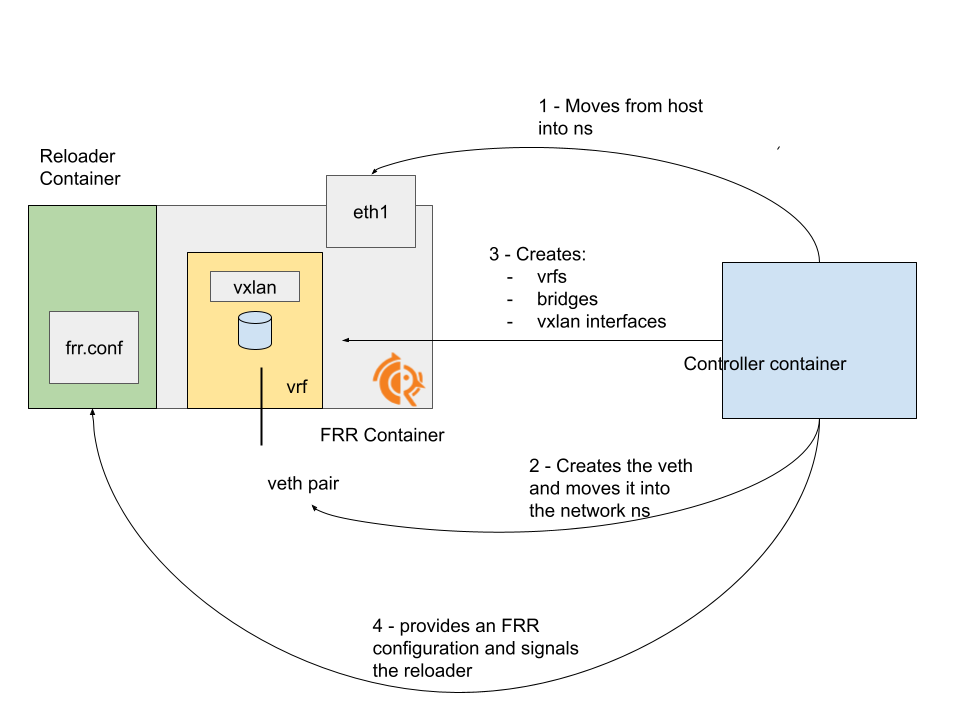 1 - Moves from host
into ns
Reloader
Container
eth1
3 - Creates:
- vrfs
- bridges
- vxlan interfaces
vxlan
frr.conf
Controller container
vrf
FRR Container
2 - Creates the veth
and moves it into
the network ns
veth pair
4 - provides an FRR
configuration and signals
the reloader